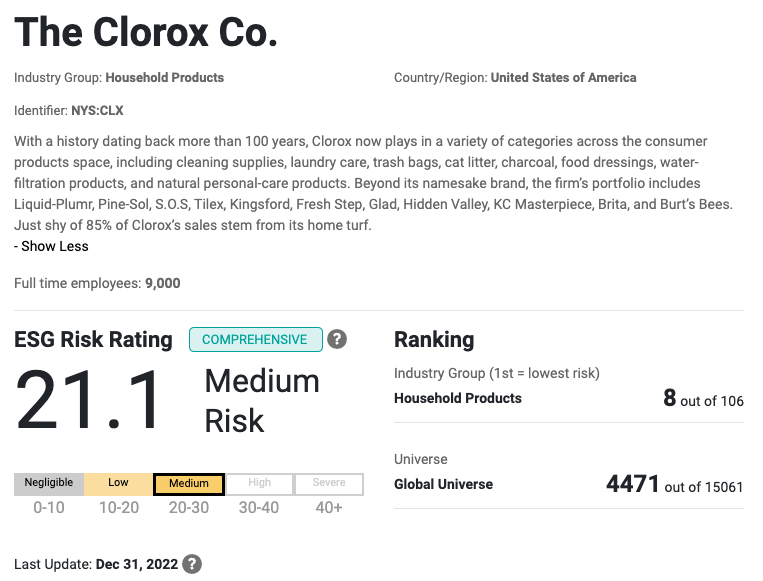 The Clorox Co.
Industry Group: Household Products
Country/Region: United States of America
Identifier: NYS:CLX
With a history dating back more than 100 years, Clorox now plays in a variety of categories across the consumer
products space, including cleaning supplies, laundry care, trash bags, cat litter, charcoal, food dressings, water-
filtration products, and natural personal-care products. Beyond its namesake brand, the firm's portfolio includes
Liquid-Plumr, Pine-Sol, S.O.S, Tilex, Kingsford, Fresh Step, Glad, Hidden Valley, KC Masterpiece, Brita, and Burt's Bees.
Just shy of 85% of Clorox's sales stem from its home turf.
- Show Less
Full time employees: 9,000
ESG Risk Rating
COMPREHENSIVE ?
21.1
Medium
Risk
Negligible Low Medium High Severe
0-10 10-20 20-30 30-40 40+
Last Update: Dec 31, 2022 ?
Ranking
Industry Group (1st = lowest risk)
Household Products 8 out of 106
Universe
Global Universe 4471 out of 15061